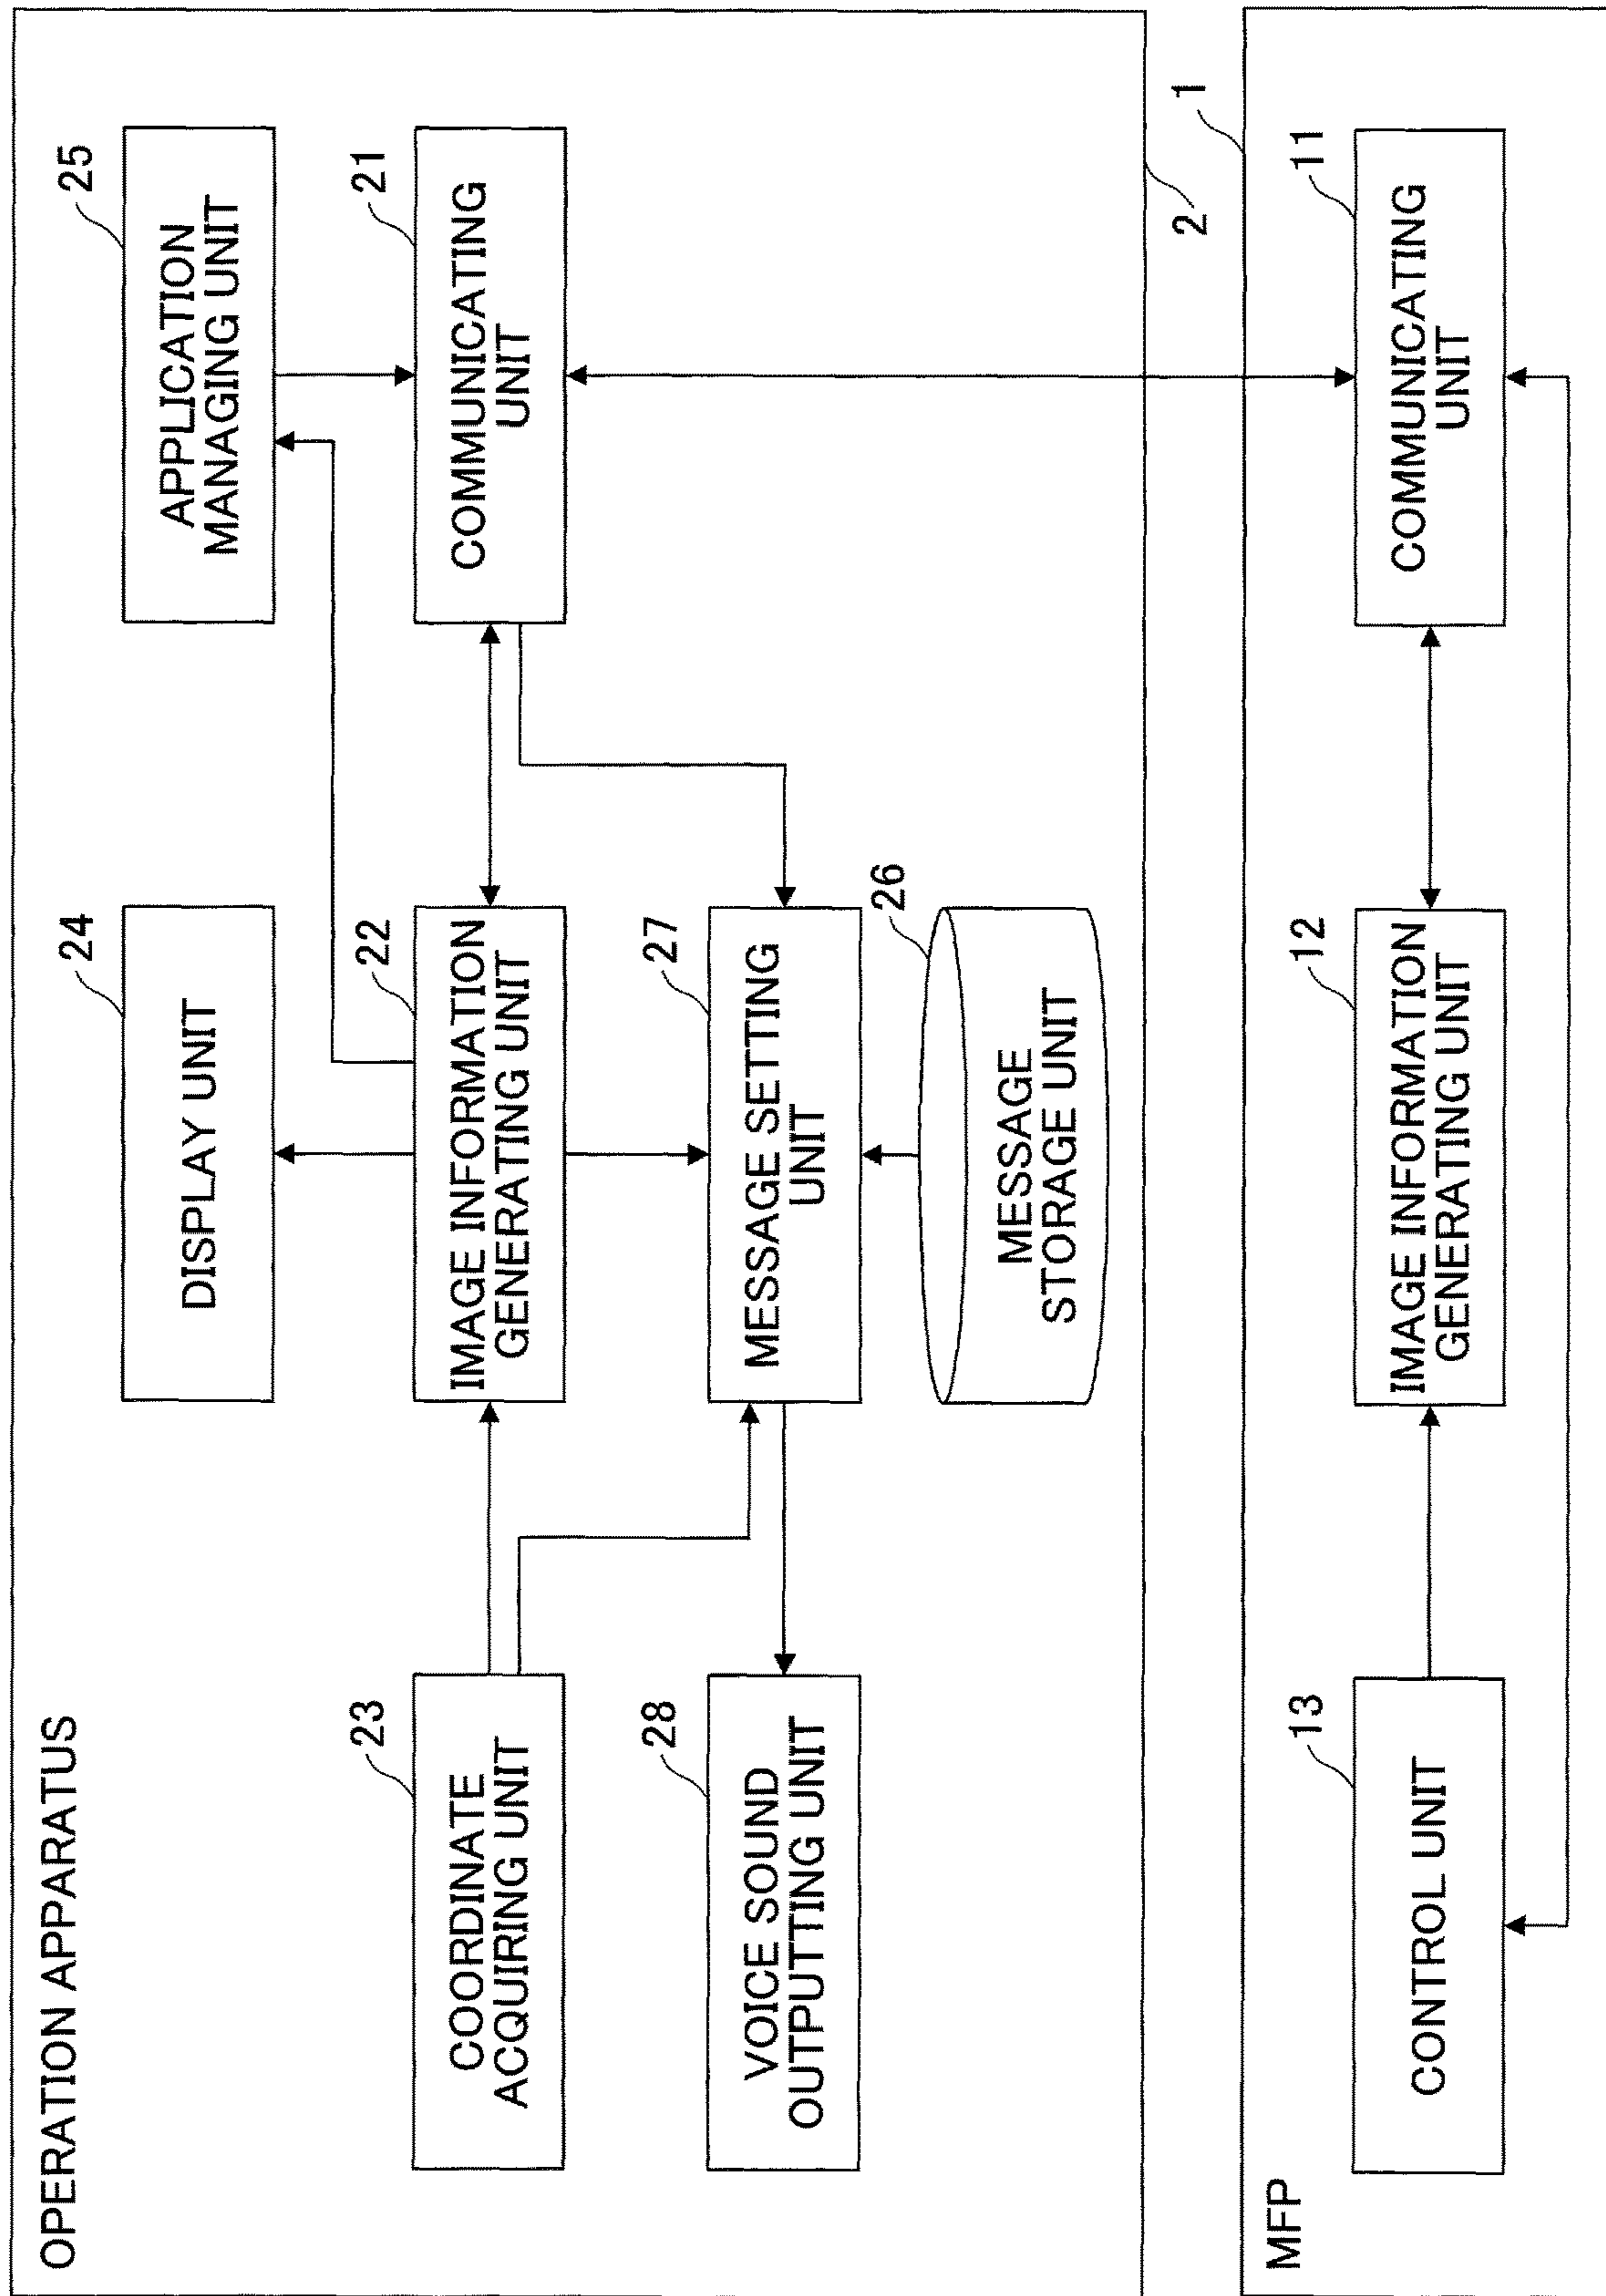 OPERATION APPARATUS
24
DISPLAY UNIT
25
APPLICATION
MANAGING UNIT
23
COORDINATE
ACQUIRING UNIT
22
IMAGE INFORMATION
GENERATING UNIT
21
COMMUNICATING
UNIT
28
VOICE SOUND
OUTPUTTING UNIT
27
MESSAGE SETTING
UNIT
26
MESSAGE
STORAGE UNIT
2
1
MFP
13
CONTROL UNIT
12
IMAGE INFORMATION
GENERATING UNIT
11
COMMUNICATING
UNIT